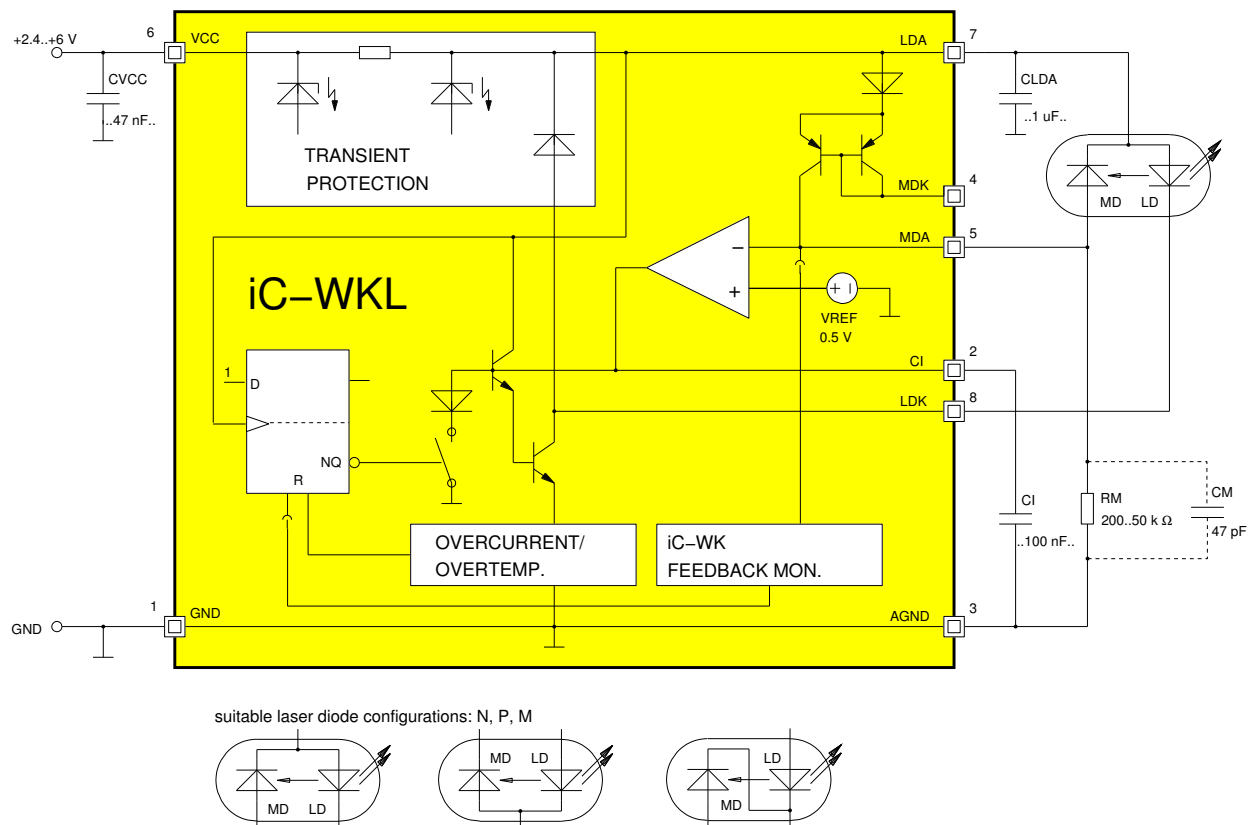 +2.4..+6 V
6
VCC
LDA
7
CVCC
..47 nF..
CLDA
..1 uF..
TRANSIENT
PROTECTION
MDK
4
MD
LD
MDA
5
iC–WKL
VREF
0.5 V
CI
2
LDK
8
1
D
NQ
R
OVERCURRENT/
OVERTEMP.
iC–WK
FEEDBACK MON.
CI
..100 nF..
RM
200..50 k Ω
CM
47 pF
GND
1
GND
AGND
3
suitable laser diode configurations: N, P, M
MD LD
MD LD
LD
MD